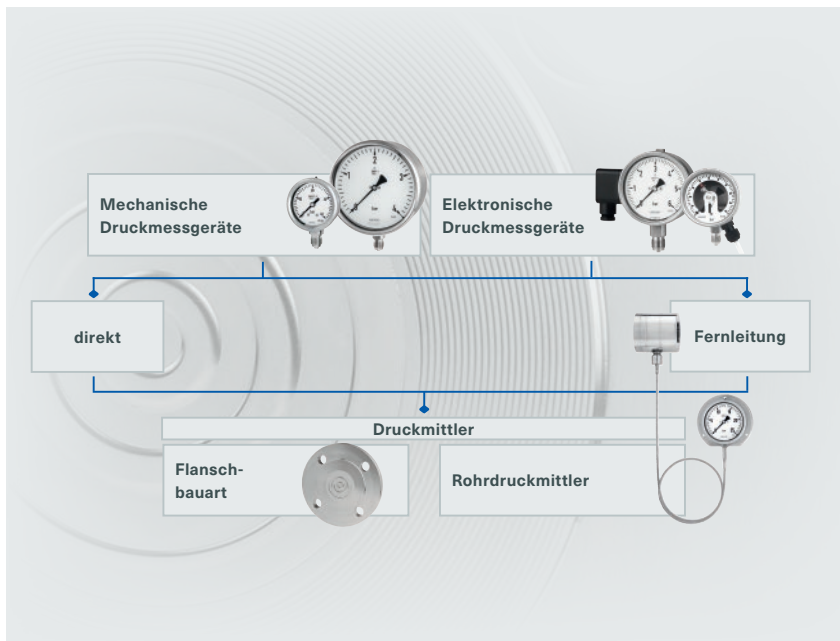 Mechanische
Druckmessgeräte
Elektronische
Druckmessgeräte
direkt
Fernleitung
Druckmittler
Flansch-
bauart
Rohrdruckmittler